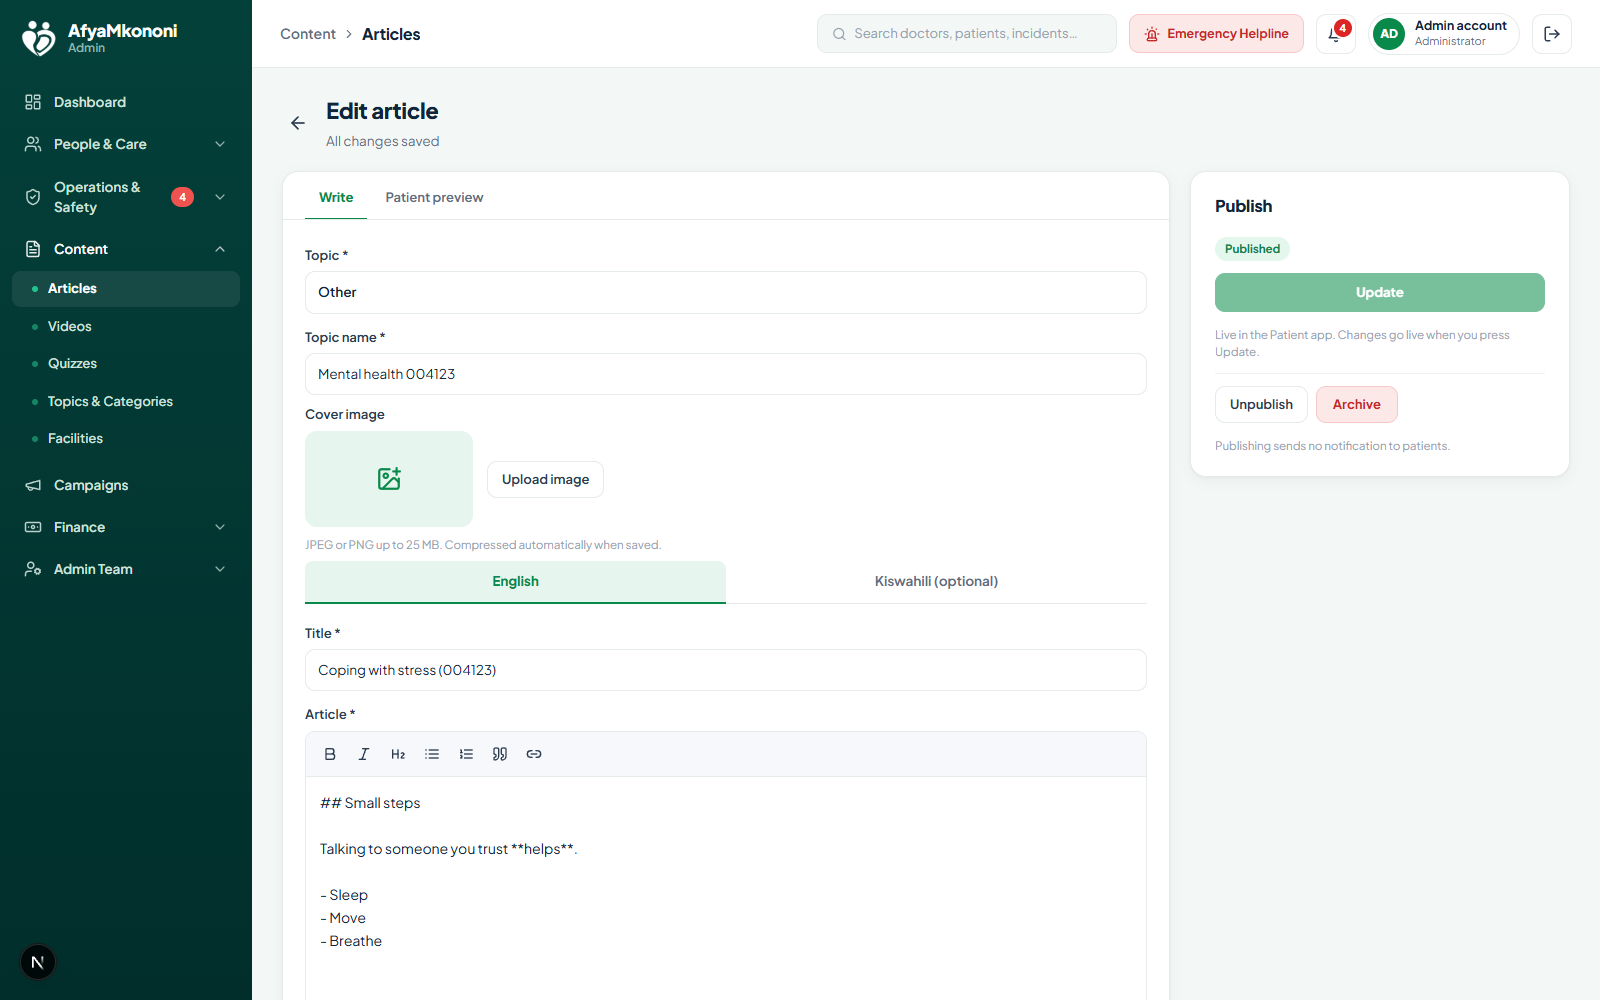 AfyaMkononi
Admin
Dashboard
People & Care
Operations &
Safety
4
Content
Articles
Videos
Quizzes
Topics & Categories
Facilities
Campaigns
Finance
Admin Team
N
Content > Articles
Search doctors, patients, incidents...
Emergency Helpline
4
AD
Admin account
Administrator
Edit article
All changes saved
Write
Patient preview
Topic *
Other
Topic name *
Mental health 004123
Cover image
Upload image
JPEG or PNG up to 25 MB. Compressed automatically when saved.
English
Kiswahili (optional)
Title *
Coping with stress (004123)
Article *
B I H2
## Small steps
Talking to someone you trust **helps**.
- Sleep
- Move
- Breathe
Publish
Published
Update
Live in the Patient app. Changes go live when you press
Update.
Unpublish
Archive
Publishing sends no notification to patients.